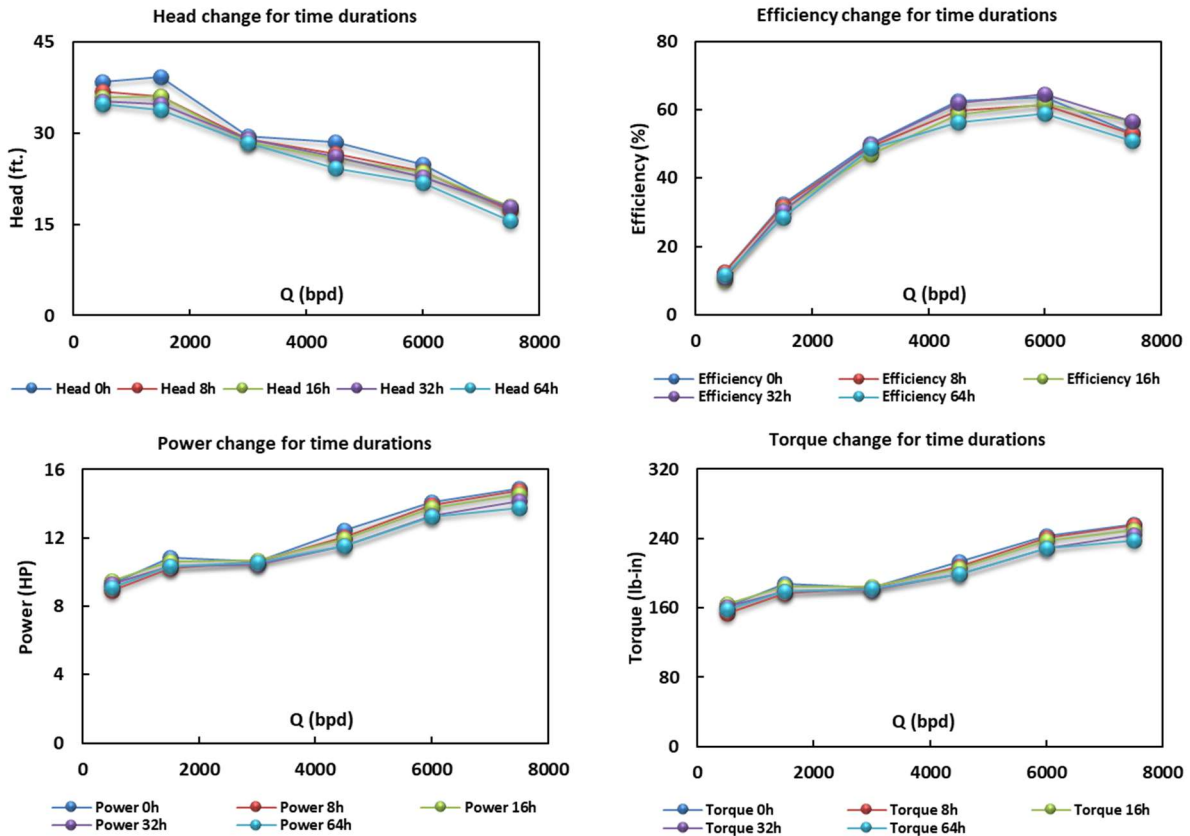 Head change for time durations
45
30
15
0
Head (ft.)
Q (bpd)
0 2000 4000 6000 8000
Head 0h Head 8h Head 16h Head 32h Head 64h
Efficiency change for time durations
80
60
40
20
0
Efficiency (%)
Q (bpd)
0 2000 4000 6000 8000
Efficiency 0h Efficiency 8h Efficiency 16h
Efficiency 32h Efficiency 64h
Power change for time durations
16
12
8
4
0
Power (HP)
Q (bpd)
0 2000 4000 6000 8000
Power 0h Power 8h Power 16h
Power 32h Power 64h
Torque change for time durations
320
240
160
80
0
Torque (lb-in)
Q (bpd)
0 2000 4000 6000 8000
Torque 0h Torque 8h Torque 16h
Torque 32h Torque 64h